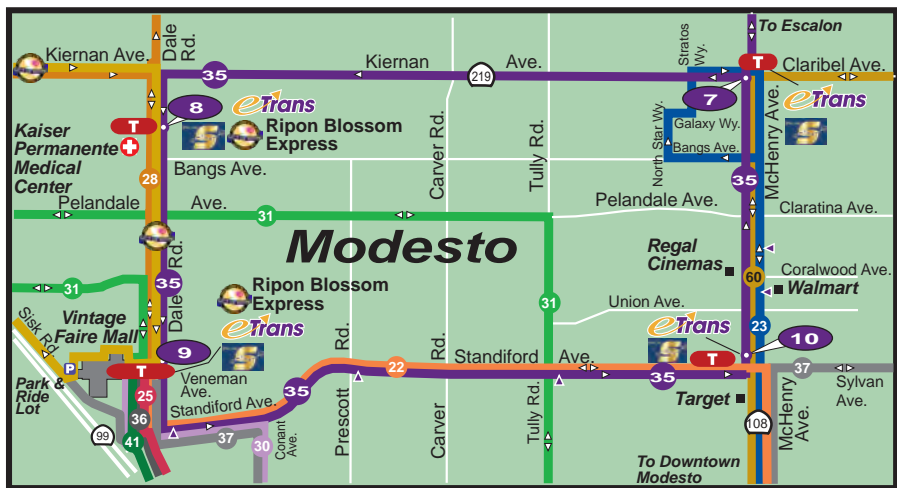 To Escalon
Dale
Rd.
Kiernan Ave.
35
Kiernan
219
Ave.
Stratos
Wy.
T
Claribel Ave.
8
eTrans
S
Ripon Blossom
Express
7
eTrans
S
T
Kaiser
Permanente
Medical
Center
Carver Rd.
Tully Rd.
North Star Wy.
Galaxy Wy.
Bangs Ave.
McHenry Ave.
Bangs Ave.
28
35
Pelandale
Ave.
31
Pelandale Ave.
Claratina Ave.
Modesto
Regal
Cinemas
60
Coralwood Ave.
Walmart
35
Dale
Rd.
31
Ripon Blossom
Express
eTrans
S
31
Union Ave.
23
Vintage
Faire Mall
Sisk Rd.
P
9
T
Veneman
Ave.
Standiford Ave.
35
22
Standiford
Ave.
eTrans
S
T
10
35
37
Sylvan
Ave.
Park &
Ride
Lot
99
25
36
41
37
30
Conant
Ave.
Prescott
Rd.
Carver
Rd.
Tully Rd.
Target
108
McHenry
Ave.
To Downtown
Modesto